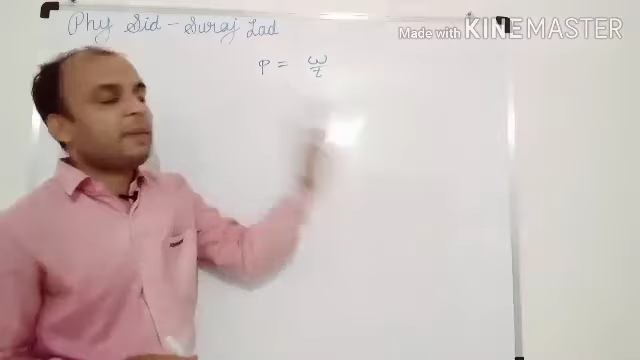 Phy Sid - Suraj Lad
Made with KINEMASTER
P = W/t